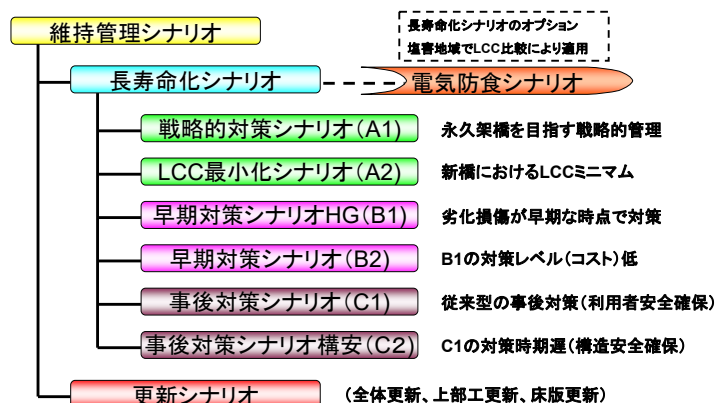 維持管理シナリオ
長寿命化シナリオのオプション
塩害地域でLCC比較により適用
長寿命化シナリオ
電気防食シナリオ
戦略的対策シナリオ(A1) 永久架橋を目指す戦略的管理
LCC最小化シナリオ(A2) 新橋におけるLCCミニマム
早期対策シナリオHG(B1) 劣化損傷が早期な時点で対策
早期対策シナリオ(B2) B1の対策レベル(コスト)低
事後対策シナリオ(C1) 従来型の事後対策(利用者安全確保)
事後対策シナリオ構安(C2) C1の対策時期遅(構造安全確保)
更新シナリオ (全体更新、上部工更新、床版更新)